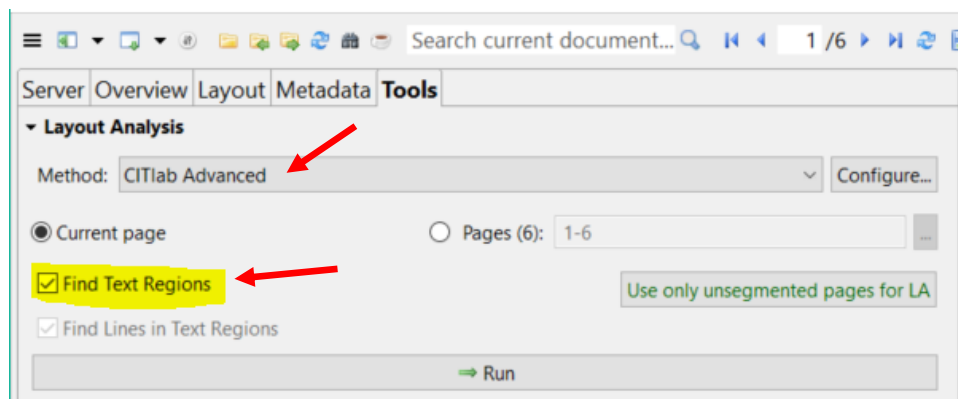 Search current document... 1 /6
Server Overview Layout Metadata Tools
Layout Analysis
Method: CITlab Advanced Configure...
Current page Pages (6): 1-6 ...
Find Text Regions Use only unsegmented pages for LA
Find Lines in Text Regions
Run